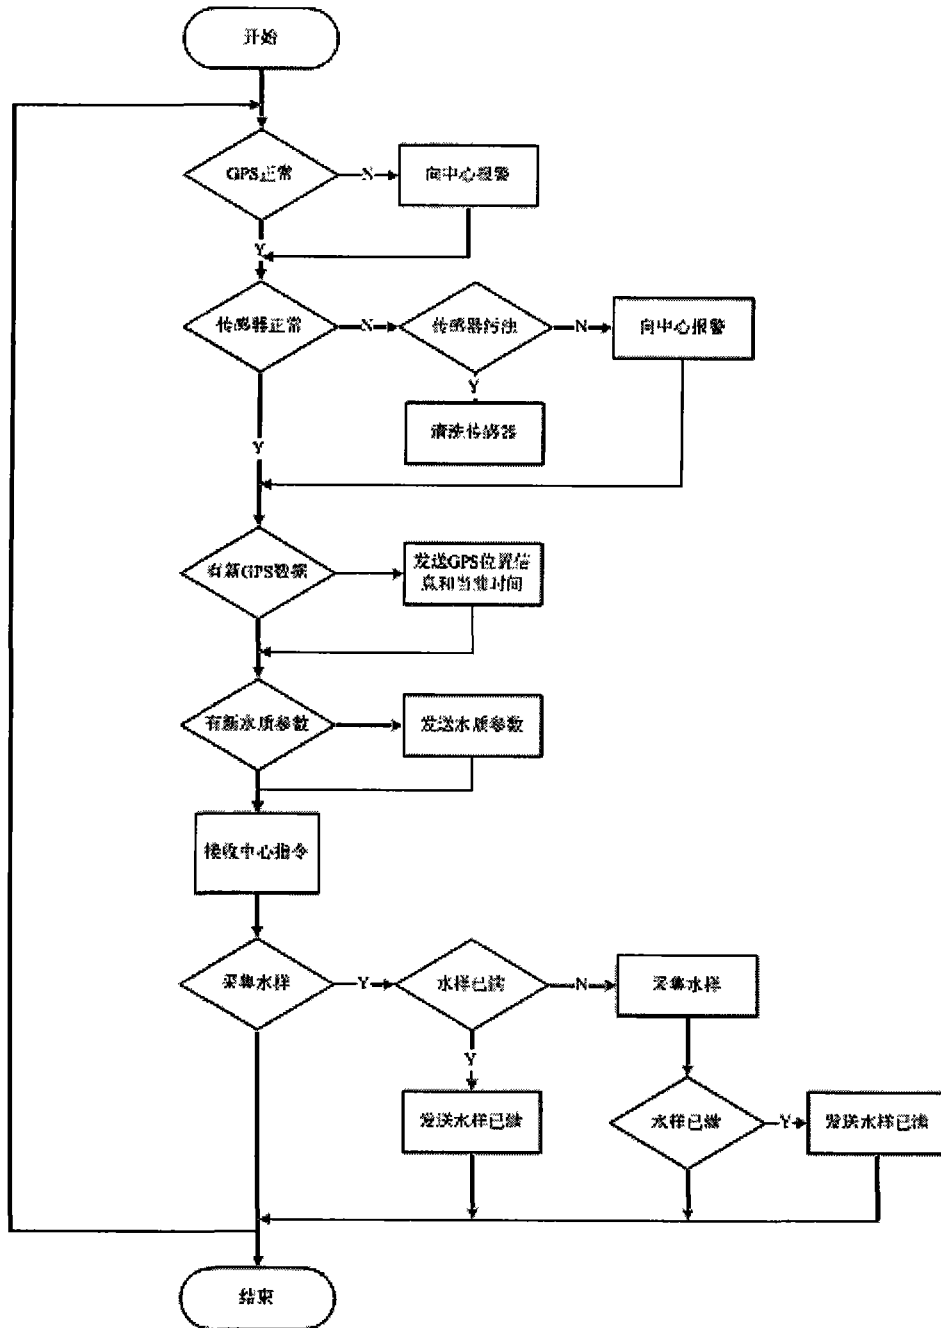 开始
GPS正常
N
向中心报警
Y
传感器正常
N
传感器污浊
N
向中心报警
Y
清洗传感器
Y
有新GPS数据
发送GPS位置信
息和当前时间
有新水质参数
发送水质参数
接收中心指令
采集水样
Y
水样已满
N
采集水样
Y
发送水样已满
水样已满
Y
发送水样已满
结束